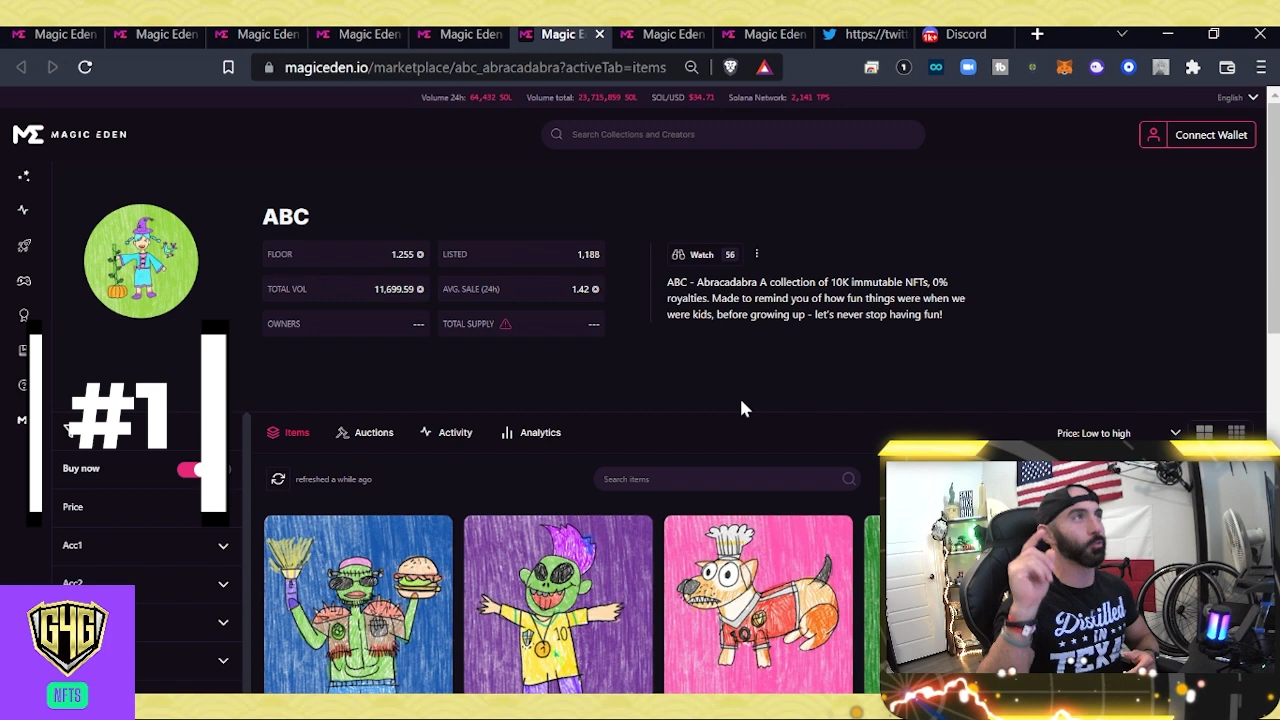 Magic Eden
Magic Eden
Magic Eden
Magic Eden
Magic Eden
Magic E
Magic Eden
Magic Eden
https://twitt
Discord
magiceden.io/marketplace/abc_abracadabra?activeTab=items
Volume 24h: 64,432 SOL Volume total: 23,715,859 SOL SOL/USD $34.71 Solana Network: 2,141 TPS
English
MAGIC EDEN
Search Collections and Creators
Connect Wallet
ABC
FLOOR 1.255
LISTED 1,188
TOTAL VOL 11,699.59
AVG. SALE (24h) 1.42
OWNERS ---
TOTAL SUPPLY ---
Watch 56
ABC - Abracadabra A collection of 10K immutable NFTs, 0%
royalties. Made to remind you of how fun things were when we
were kids, before growing up - let's never stop having fun!
#1
Items
Auctions
Activity
Analytics
Price: Low to high
Buy now
refreshed a while ago
Search items
Price
Acc1
Acc2
G4G
NFTS
Distilled
IN
TEXA